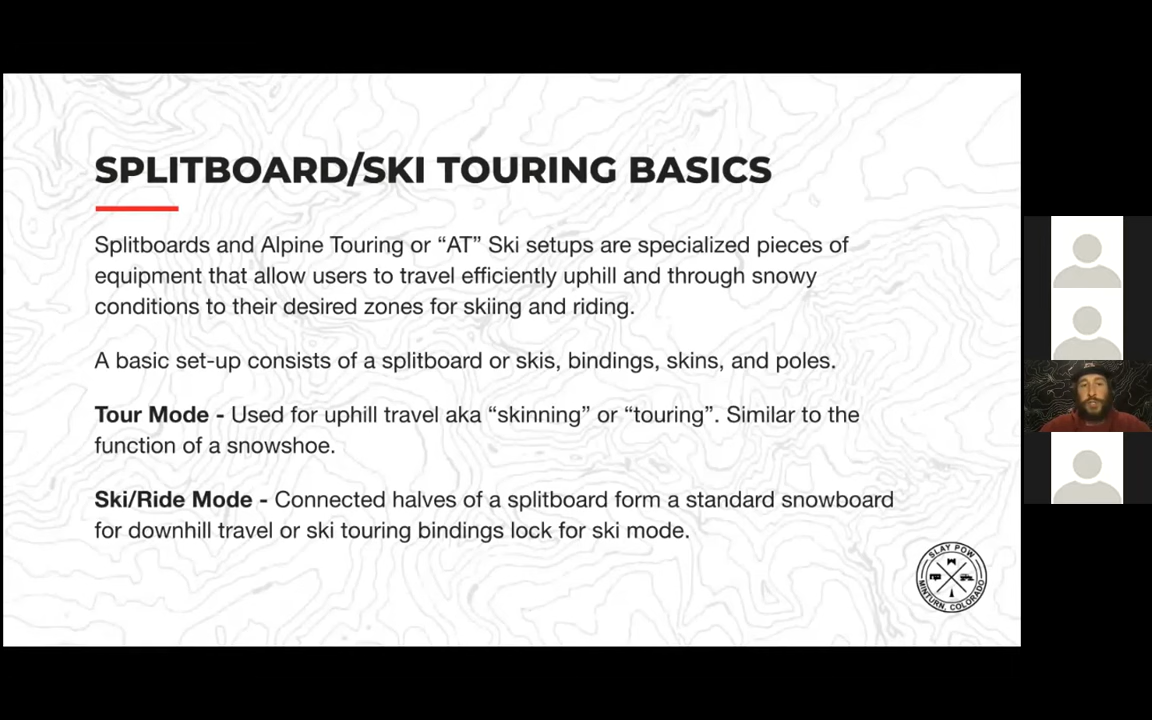 SPLITBOARD/SKI TOURING BASICS
Splitboards and Alpine Touring or “AT” Ski setups are specialized pieces of
equipment that allow users to travel efficiently uphill and through snowy
conditions to their desired zones for skiing and riding.
A basic set-up consists of a splitboard or skis, bindings, skins, and poles.
Tour Mode - Used for uphill travel aka “skinning” or “touring”. Similar to the
function of a snowshoe.
Ski/Ride Mode - Connected halves of a splitboard form a standard snowboard
for downhill travel or ski touring bindings lock for ski mode.
SLAY POW
MINTURN, COLORADO